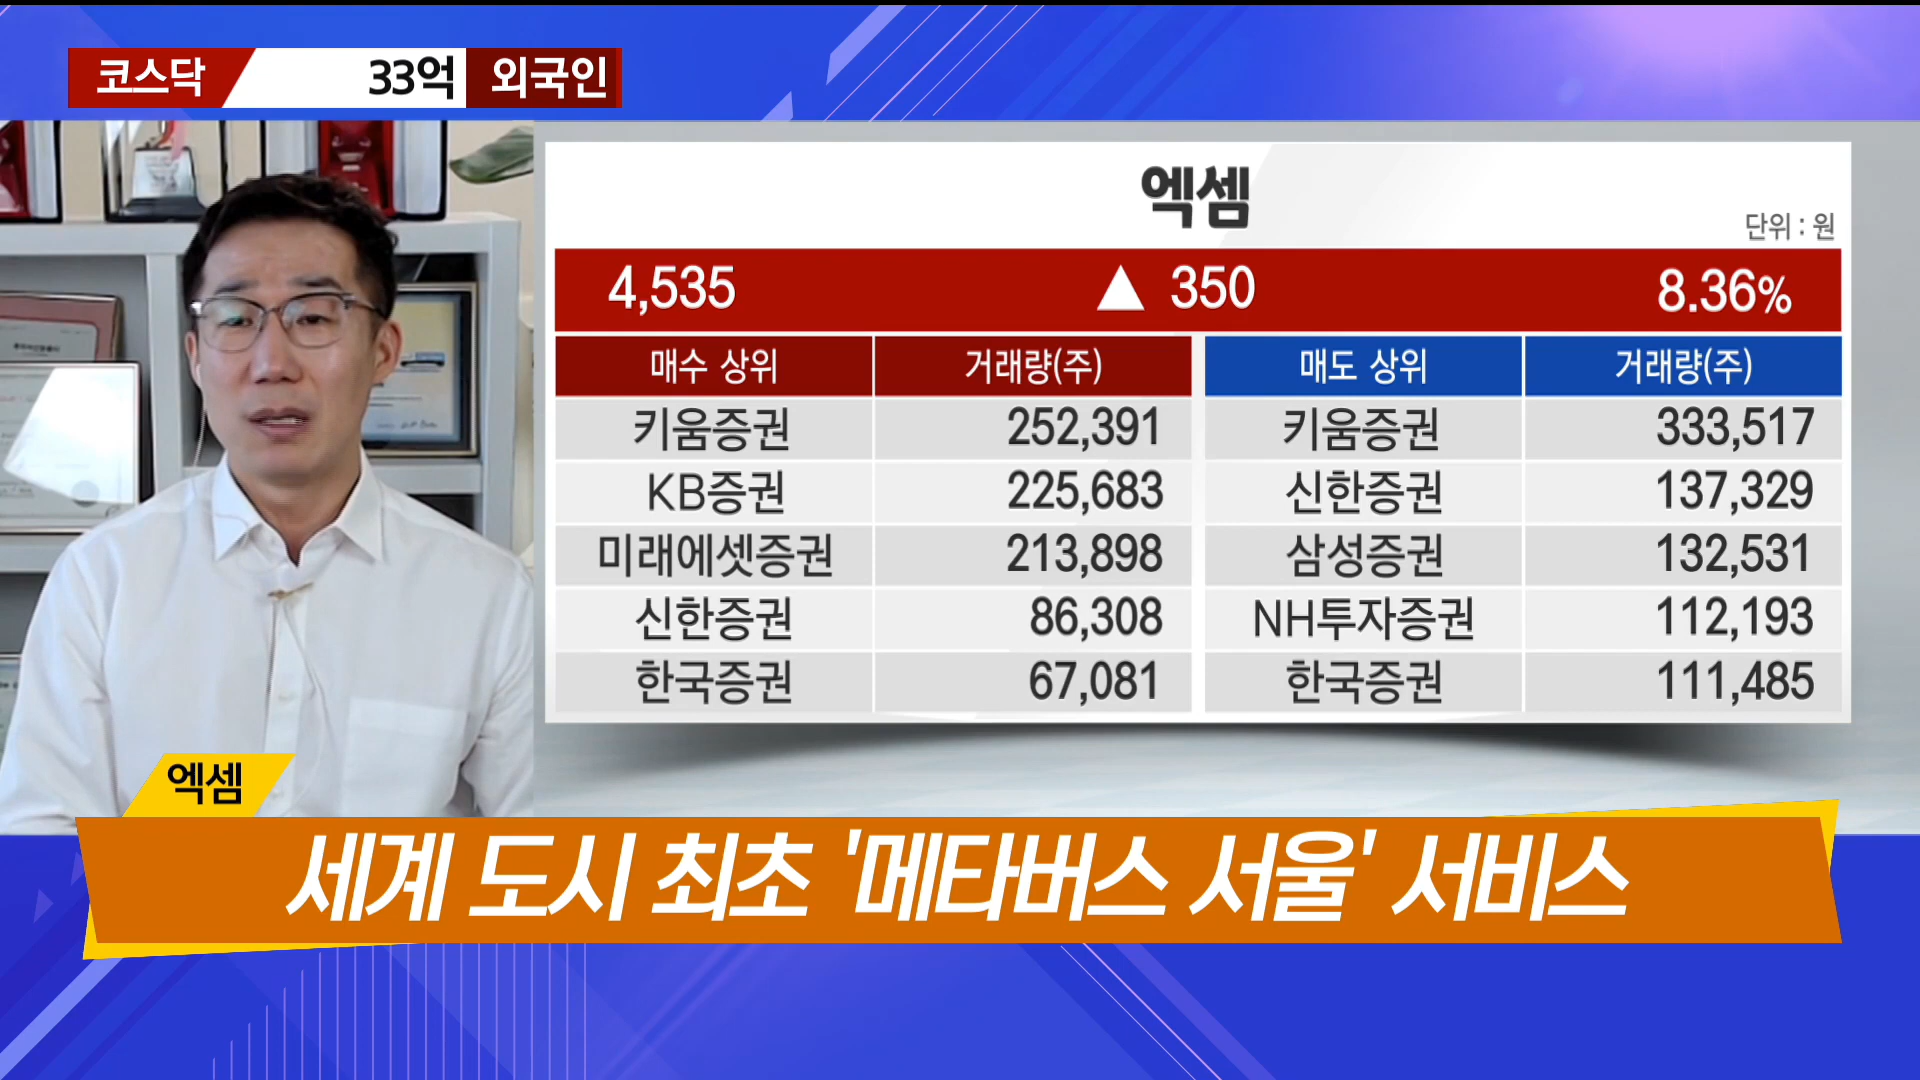 코스닥 33억 외국인
엑셈
단위 : 원
4,535 ▲ 350 8.36%
매수 상위 거래량(주) 매도 상위 거래량(주)
키움증권 252,391 키움증권 333,517
KB증권 225,683 신한증권 137,329
미래에셋증권 213,898 삼성증권 132,531
신한증권 86,308 NH투자증권 112,193
한국증권 67,081 한국증권 111,485
엑셈
세계 도시 최초 '메타버스 서울' 서비스